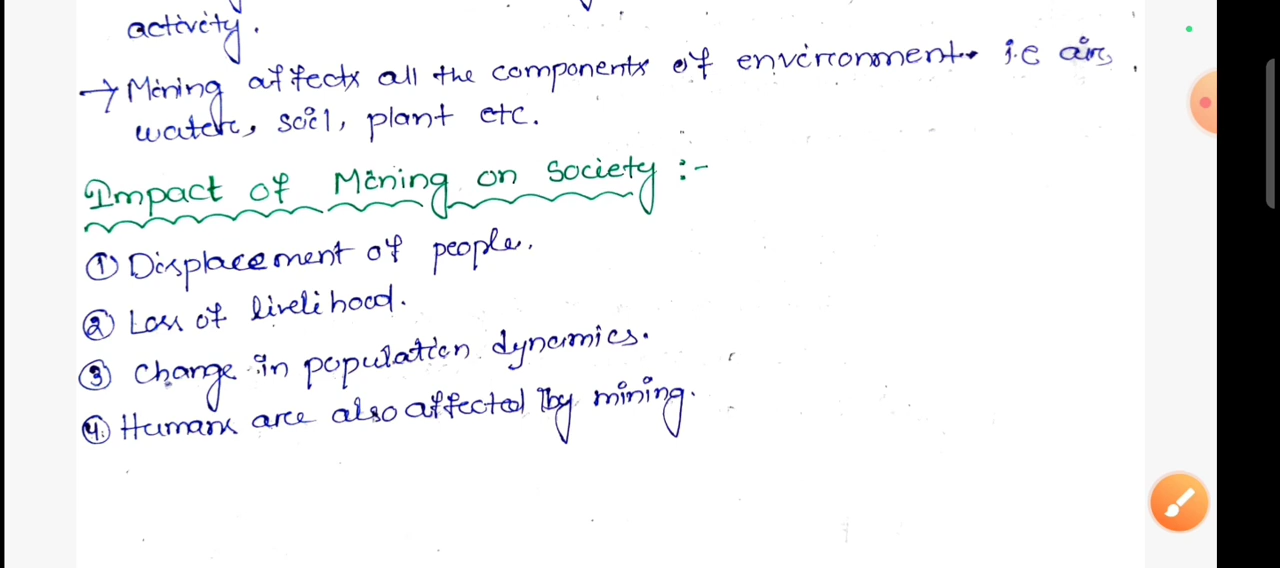 activity.
→ Mining affects all the components of environment. i.e air,
water, soil, plant etc.
Impact of Mining on Society :-
① Displacement of people.
② Loss of livelihood.
③ Change in population dynamics.
④ Humans are also affected by mining.